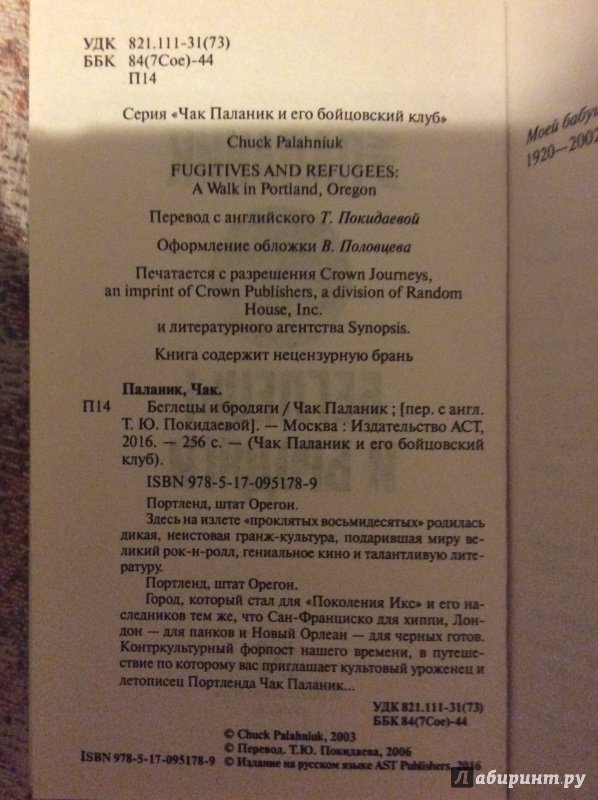 УДК 821.111-31(73)
ББК 84(7Сое)-44
П14
Серия «Чак Паланик и его бойцовский клуб»
Chuck Palahniuk
FUGITIVES AND REFUGEES:
A Walk in Portland, Oregon
Перевод с английского Т. Покидаевой
Оформление обложки В. Половцева
Печатается с разрешения Crown Journeys,
an imprint of Crown Publishers, a division of Random
House, Inc.
и литературного агентства Synopsis.
Книга содержит нецензурную брань
Паланик, Чак.
П14 Беглецы и бродяги / Чак Паланик ; [пер. с англ.
Т. Ю. Покидаевой]. — Москва : Издательство АСТ,
2016. — 256 с. — (Чак Паланик и его бойцовский
клуб).
ISBN 978-5-17-095178-9
Портленд, штат Орегон.
Здесь на излете «проклятых восьмидесятых» родилась
дикая, неистовая гранж-культура, подарившая миру ве-
ликий рок-н-ролл, гениальное кино и талантливую лите-
ратуру.
Портленд, штат Орегон.
Город, который стал для «Поколения Икс» и его на-
следников тем же, что Сан-Франциско для хиппи, Лон-
дон — для панков и Новый Орлеан — для черных готов.
Контркультурный форпост нашего времени, в путеше-
ствие по которому вас приглашает культовый уроженец и
летописец Портленда Чак Паланик...
УДК 821.111-31(73)
ББК 84(7Сое)-44
© Chuck Palahniuk, 2003
© Перевод. Т.Ю. Покидаева, 2006
ISBN 978-5-17-095178-9 © Издание на русском языке AST Publishers, 2016
Моей бабу
1920—2002
Лабиринт.ру